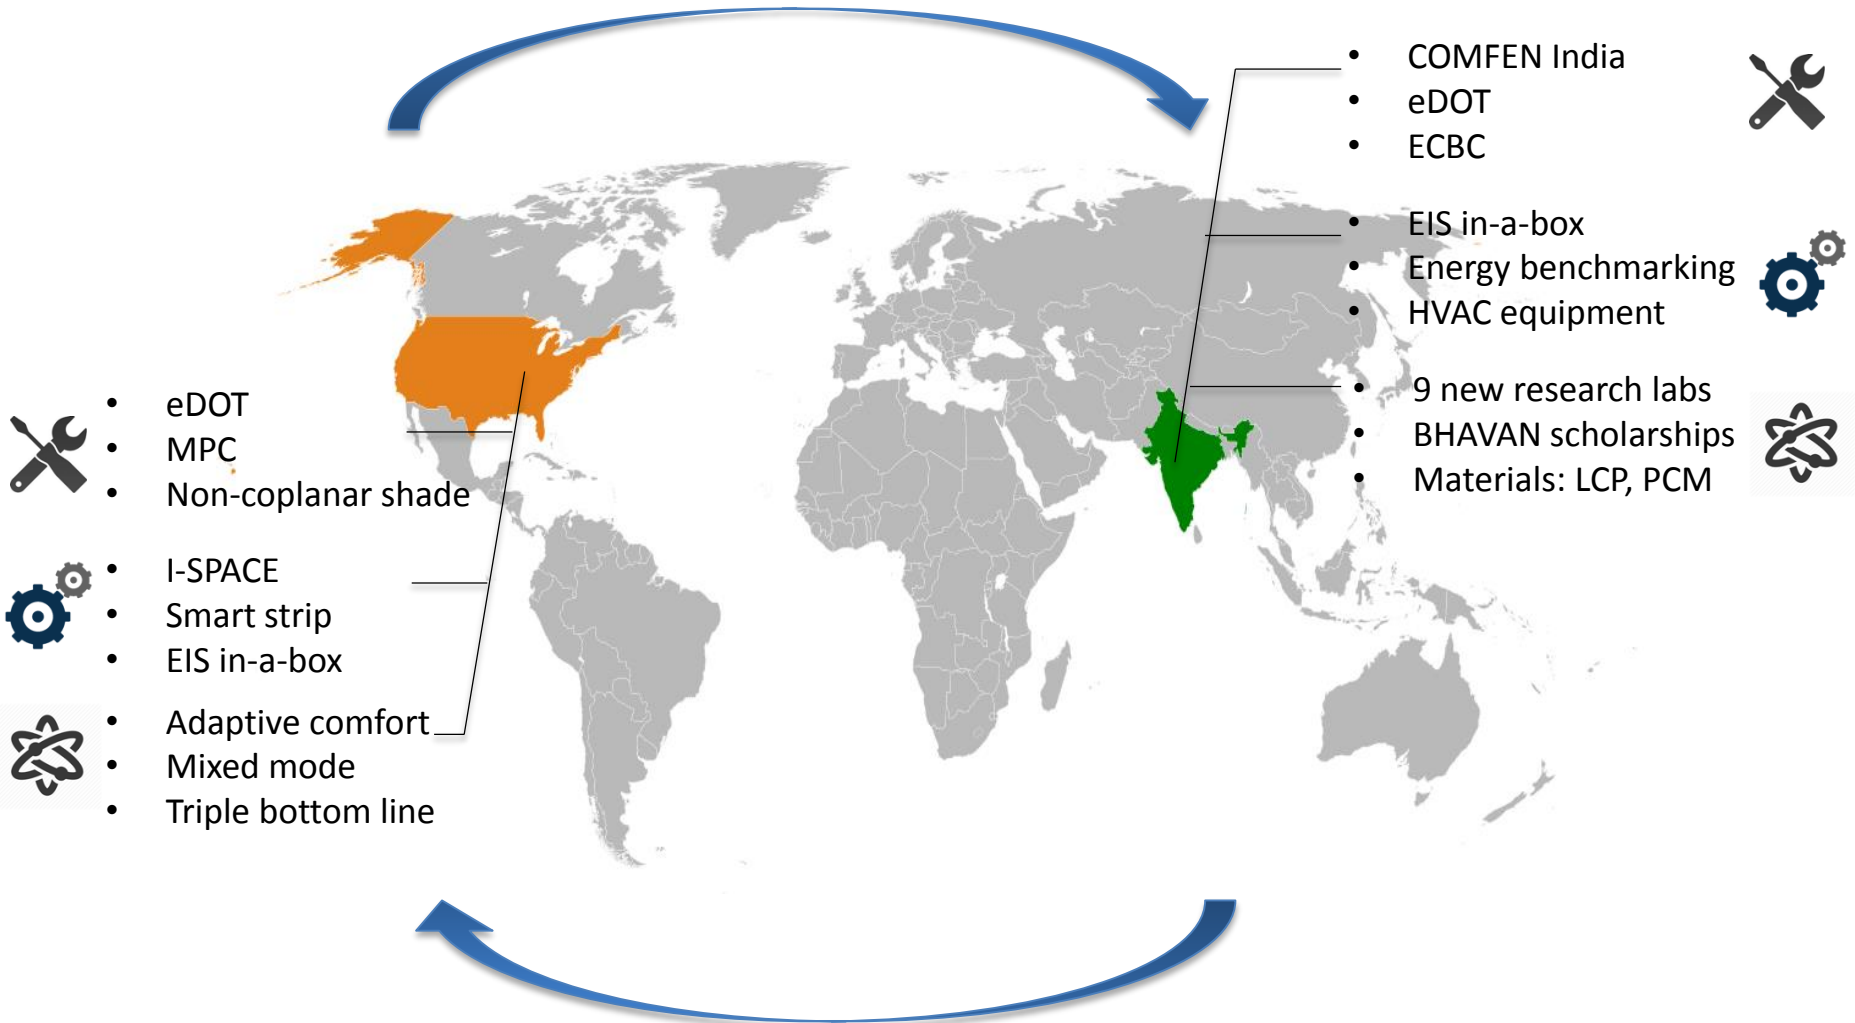 • COMFEN India
• eDOT
• ECBC
• EIS in-a-box
• Energy benchmarking
• HVAC equipment
• 9 new research labs
• BHAVAN scholarships
• Materials: LCP, PCM
• eDOT
• MPC
• Non-coplanar shade
• I-SPACE
• Smart strip
• EIS in-a-box
• Adaptive comfort
• Mixed mode
• Triple bottom line